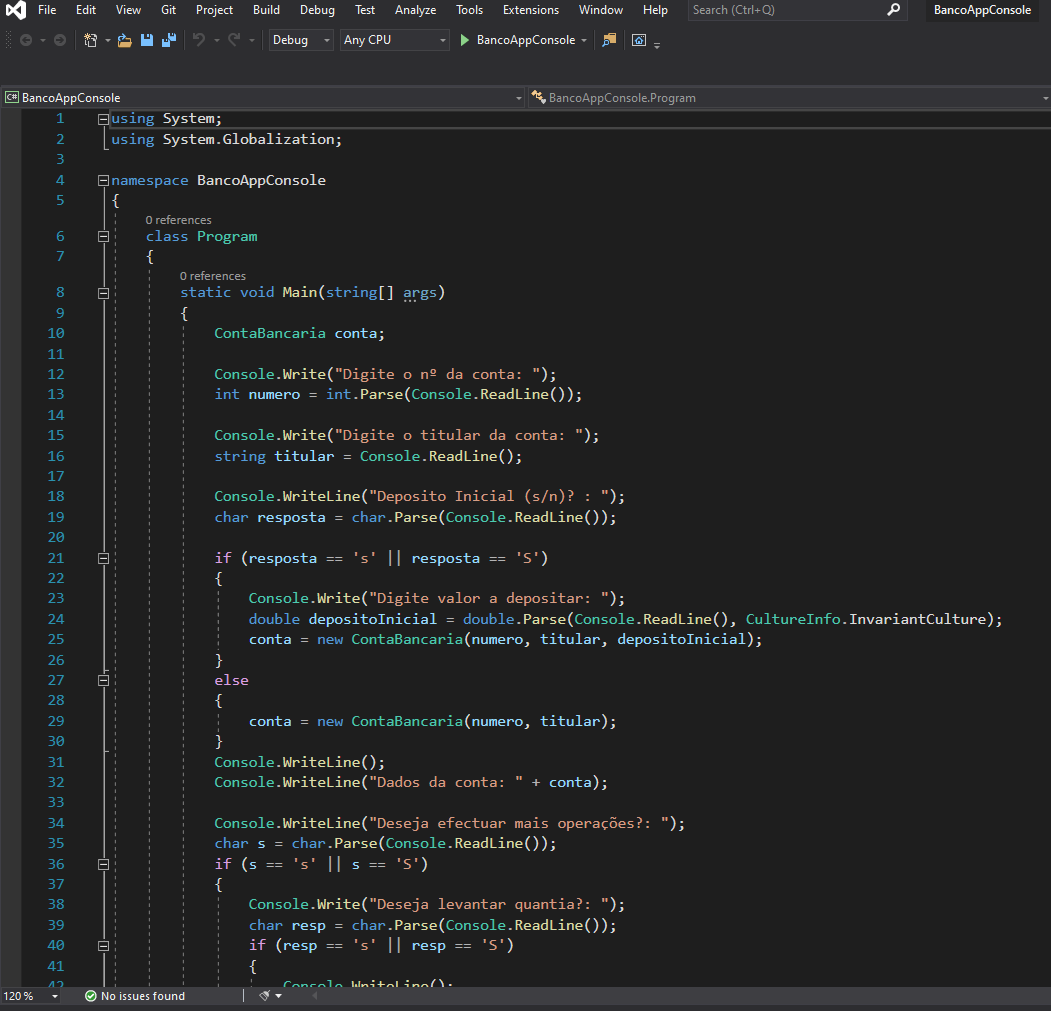 File Edit View Git Project Build Debug Test Analyze Tools Extensions Window Help Search (Ctrl+Q) BancoAppConsole
Debug Any CPU BancoAppConsole
C# BancoAppConsole BancoAppConsole.Program
1 using System;
2 using System.Globalization;
3
4 namespace BancoAppConsole
5 {
0 references
6 class Program
7 {
0 references
8 static void Main(string[] args)
9 {
10 ContaBancaria conta;
11
12 Console.Write("Digite o nº da conta: ");
13 int numero = int.Parse(Console.ReadLine());
14
15 Console.Write("Digite o titular da conta: ");
16 string titular = Console.ReadLine();
17
18 Console.WriteLine("Deposito Inicial (s/n)? : ");
19 char resposta = char.Parse(Console.ReadLine());
20
21 if (resposta == 's' || resposta == 'S')
22 {
23 Console.Write("Digite valor a depositar: ");
24 double depositoInicial = double.Parse(Console.ReadLine(), CultureInfo.InvariantCulture);
25 conta = new ContaBancaria(numero, titular, depositoInicial);
26 }
27 else
28 {
29 conta = new ContaBancaria(numero, titular);
30 }
31 Console.WriteLine();
32 Console.WriteLine("Dados da conta: " + conta);
33
34 Console.WriteLine("Deseja efectuar mais operações?: ");
35 char s = char.Parse(Console.ReadLine());
36 if (s == 's' || s == 'S')
37 {
38 Console.Write("Deseja levantar quantia?: ");
39 char resp = char.Parse(Console.ReadLine());
40 if (resp == 's' || resp == 'S')
41 {
42 Console.WriteLine();
120 % No issues found